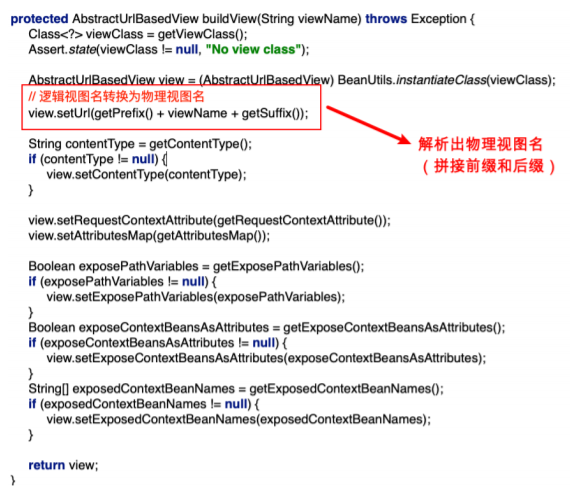 protected AbstractUrlBasedView buildView(String viewName) throws Exception {
Class<?> viewClass = getViewClass();
Assert.state(viewClass != null, "No view class");
AbstractUrlBasedView view = (AbstractUrlBasedView) BeanUtils.instantiateClass(viewClass);
// 逻辑视图名转换为物理视图名
view.setUrl(getPrefix() + viewName + getSuffix());
解析出物理视图名
（拼接前缀和后缀）
String contentType = getContentType();
if (contentType != null) {
view.setContentType(contentType);
}
view.setRequestContextAttribute(getRequestContextAttribute());
view.setAttributesMap(getAttributesMap());
Boolean exposePathVariables = getExposePathVariables();
if (exposePathVariables != null) {
view.setExposePathVariables(exposePathVariables);
}
Boolean exposeContextBeansAsAttributes = getExposeContextBeansAsAttributes();
if (exposeContextBeansAsAttributes != null) {
view.setExposeContextBeansAsAttributes(exposeContextBeansAsAttributes);
}
String[] exposedContextBeanNames = getExposedContextBeanNames();
if (exposedContextBeanNames != null) {
view.setExposedContextBeanNames(exposedContextBeanNames);
}
return view;
}